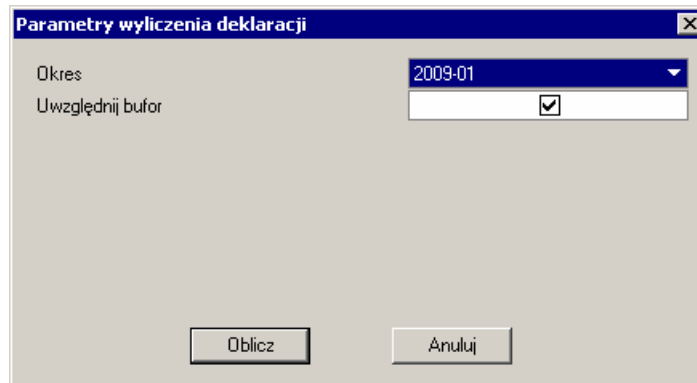 Parametry wyliczenia deklaracji
Okres 2009-01
Uwzględnij bufor
Oblicz Anuluj